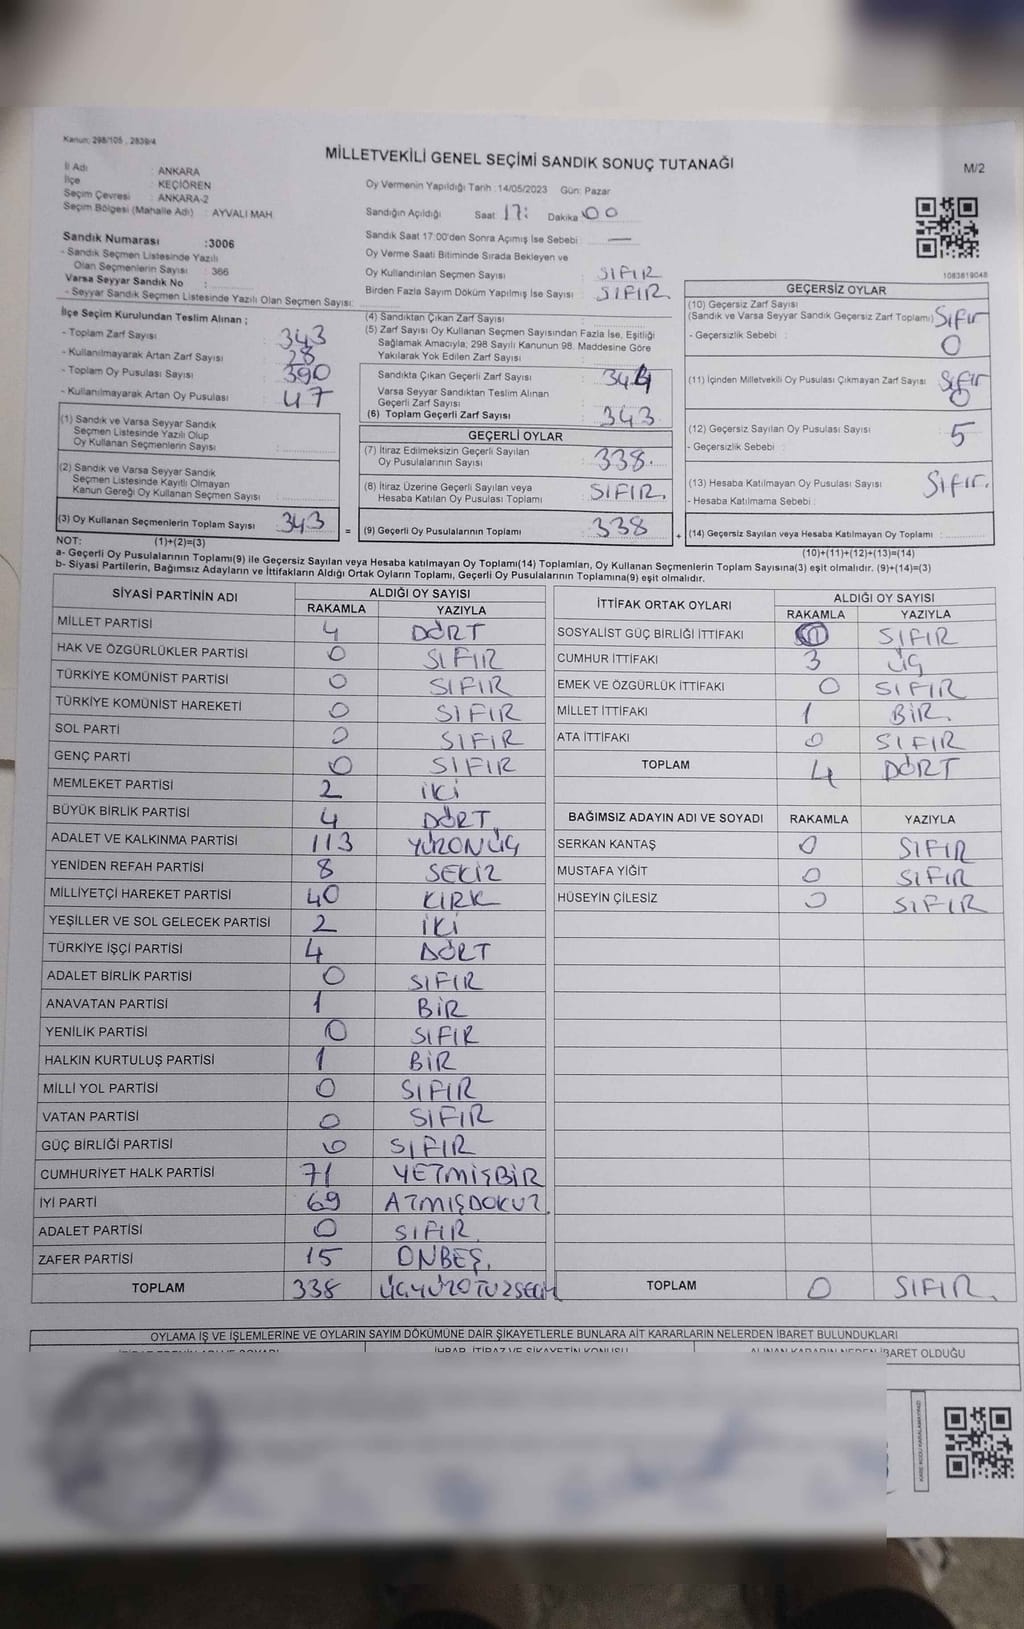 Kanun: 298/105 , 2839/4
MİLLETVEKİLİ GENEL SEÇİMİ SANDIK SONUÇ TUTANAĞI
M/2
İl Adı : ANKARA
İlçe : KEÇİÖREN
Seçim Çevresi : ANKARA-2
Seçim Bölgesi (Mahalle Adı) : AYVALI MAH
Oy Vermenin Yapıldığı Tarih :14/05/2023 Gün: Pazar
Sandığın Açıldığı Saat 17: Dakika 00
Sandık Saat 17:00'den Sonra Açımış İse Sebebi : —
Oy Verme Saati Bitiminde Sırada Bekleyen ve
Oy Kullandırılan Seçmen Sayısı : SIFIR
Birden Fazla Sayım Döküm Yapılmış İse Sayısı : SIFIR
Sandık Numarası :3006
- Sandık Seçmen Listesinde Yazılı
Olan Seçmenlerin Sayısı : 366
Varsa Seyyar Sandık No :
- Seyyar Sandık Seçmen Listesinde Yazılı Olan Seçmen Sayısı:
1083819048
İlçe Seçim Kurulundan Teslim Alınan ;
- Toplam Zarf Sayısı : 343
- Kullanılmayarak Artan Zarf Sayısı : 28
- Toplam Oy Pusulası Sayısı : 390
- Kullanılmayarak Artan Oy Pusulası : 47
(1) Sandık ve Varsa Seyyar Sandık
Seçmen Listesinde Yazılı Olup
Oy Kullanan Seçmenlerin Sayısı :
(2) Sandık ve Varsa Seyyar Sandık
Seçmen Listesinde Kayıtlı Olmayan
Kanun Gereği Oy Kullanan Seçmen Sayısı :
(3) Oy Kullanan Seçmenlerin Toplam Sayısı : 343
(4) Sandıktan Çıkan Zarf Sayısı :
(5) Zarf Sayısı Oy Kullanan Seçmen Sayısından Fazla İse, Eşitliği
Sağlamak Amacıyla; 298 Sayılı Kanunun 98. Maddesine Göre
Yakılarak Yok Edilen Zarf Sayısı :
Sandıkta Çıkan Geçerli Zarf Sayısı : 344
Varsa Seyyar Sandıktan Teslim Alınan
Geçerli Zarf Sayısı :
(6) Toplam Geçerli Zarf Sayısı : 343
GEÇERLİ OYLAR
(7) İtiraz Edilmeksizin Geçerli Sayılan
Oy Pusulalarının Sayısı : 338.
(8) İtiraz Üzerine Geçerli Sayılan veya
Hesaba Katılan Oy Pusulası Toplamı : SIFIR.
= (9) Geçerli Oy Pusulalarının Toplamı : 338
GEÇERSİZ OYLAR
(10) Geçersiz Zarf Sayısı
(Sandık ve Varsa Seyyar Sandık Geçersiz Zarf Toplamı) Sıfır
- Geçersizlik Sebebi : 0
(11) İçinden Milletvekili Oy Pusulası Çıkmayan Zarf Sayısı : Sıfır 0
(12) Geçersiz Sayılan Oy Pusulası Sayısı : 5
- Geçersizlik Sebebi :
(13) Hesaba Katılmayan Oy Pusulası Sayısı : Sıfır.
- Hesaba Katılmama Sebebi :
+ (14) Geçersiz Sayılan veya Hesaba Katılmayan Oy Toplamı :
NOT: (1)+(2)=(3)
(10)+(11)+(12)+(13)=(14)
a- Geçerli Oy Pusulalarının Toplamı(9) ile Geçersiz Sayılan veya Hesaba katılmayan Oy Toplamı(14) Toplamları, Oy Kullanan Seçmenlerin Toplam Sayısına(3) eşit olmalıdır. (9)+(14)=(3)
b- Siyasi Partilerin, Bağımsız Adayların ve İttifakların Aldığı Ortak Oyların Toplamı, Geçerli Oy Pusulalarının Toplamına(9) eşit olmalıdır.
SİYASİ PARTİNİN ADI ALDIĞI OY SAYISI
RAKAMLA YAZIYLA
MİLLET PARTİSİ 4 DÖRT
HAK VE ÖZGÜRLÜKLER PARTİSİ 0 SIFIR
TÜRKİYE KOMÜNİST PARTİSİ 0 SIFIR
TÜRKİYE KOMÜNİST HAREKETİ 0 SIFIR
SOL PARTİ 0 SIFIR
GENÇ PARTİ 0 SIFIR
MEMLEKET PARTİSİ 2 İKİ
BÜYÜK BİRLİK PARTİSİ 4 DÖRT
ADALET VE KALKINMA PARTİSİ 113 YÜZONÜÇ
YENİDEN REFAH PARTİSİ 8 SEKİZ
MİLLİYETÇİ HAREKET PARTİSİ 40 KIRK
YEŞİLLER VE SOL GELECEK PARTİSİ 2 İKİ
TÜRKİYE İŞÇİ PARTİSİ 4 DÖRT
ADALET BİRLİK PARTİSİ 0 SIFIR
ANAVATAN PARTİSİ 1 BİR
YENİLİK PARTİSİ 0 SIFIR
HALKIN KURTULUŞ PARTİSİ 1 BİR
MİLLİ YOL PARTİSİ 0 SIFIR
VATAN PARTİSİ 0 SIFIR
GÜÇ BİRLİĞİ PARTİSİ 0 SIFIR
CUMHURİYET HALK PARTİSİ 71 YETMİŞBİR
İYİ PARTİ 69 ATMIŞDOKUZ
ADALET PARTİSİ 0 SIFIR
ZAFER PARTİSİ 15 ONBEŞ.
TOPLAM 338
İTTİFAK ORTAK OYLARI ALDIĞI OY SAYISI
RAKAMLA YAZIYLA
SOSYALİST GÜÇ BİRLİĞİ İTTİFAKI SIFIR
CUMHUR İTTİFAKI 3 ÜÇ
EMEK VE ÖZGÜRLÜK İTTİFAKI 0 SIFIR
MİLLET İTTİFAKI 1 BİR.
ATA İTTİFAKI 0 SIFIR
TOPLAM 4 DÖRT
BAĞIMSIZ ADAYIN ADI VE SOYADI RAKAMLA YAZIYLA
SERKAN KANTAŞ 0 SIFIR
MUSTAFA YİĞİT 0 SIFIR
HÜSEYİN ÇİLESİZ 0 SIFIR
TOPLAM 0 SIFIR.
OYLAMA İŞ VE İŞLEMLERİNE VE OYLARIN SAYIM DÖKÜMÜNE DAİR ŞİKAYETLERLE BUNLARA AİT KARARLARIN NELERDEN İBARET BULUNDUKLARI
İHBAR, İTİRAZ VE ŞİKAYETİN KONUSU
ALINAN KARARIN NEDEN İBARET OLDUĞU
KARE KODU KARALAMAYINIZ!